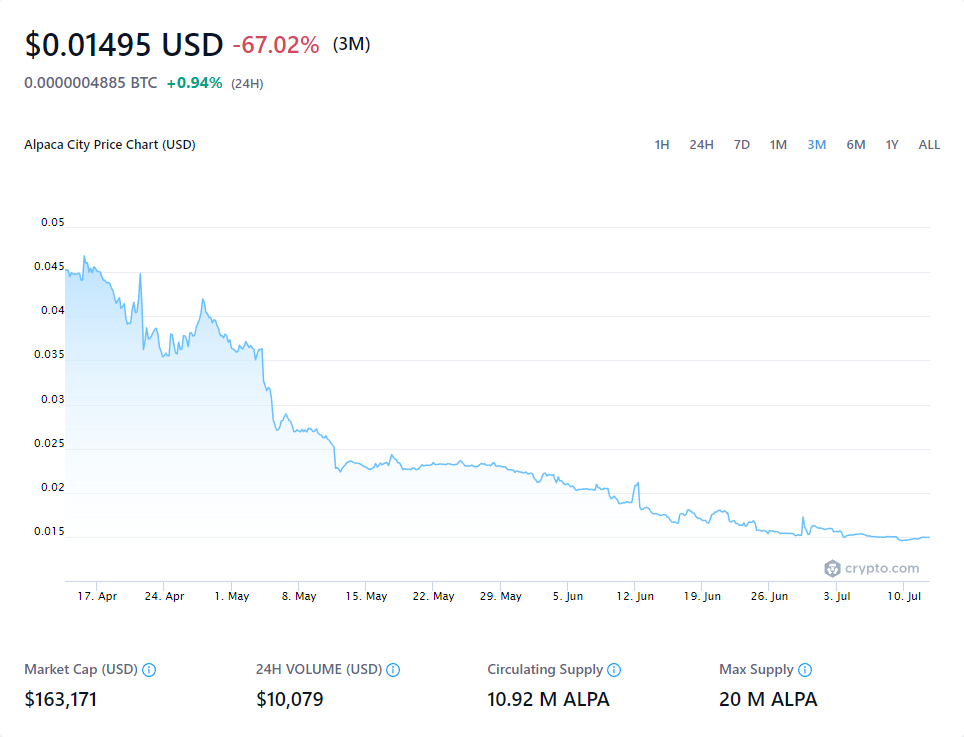 $0.01495 USD -67.02% (3M)
0.0000004885 BTC +0.94% (24H)
Alpaca City Price Chart (USD) 1H 24H 7D 1M 3M 6M 1Y ALL
0.05
0.045
0.04
0.035
0.03
0.025
0.02
0.015
crypto.com
17. Apr 24. Apr 1. May 8. May 15. May 22. May 29. May 5. Jun 12. Jun 19. Jun 26. Jun 3. Jul 10. Jul
Market Cap (USD) 24H VOLUME (USD) Circulating Supply Max Supply
$163,171 $10,079 10.92 M ALPA 20 M ALPA